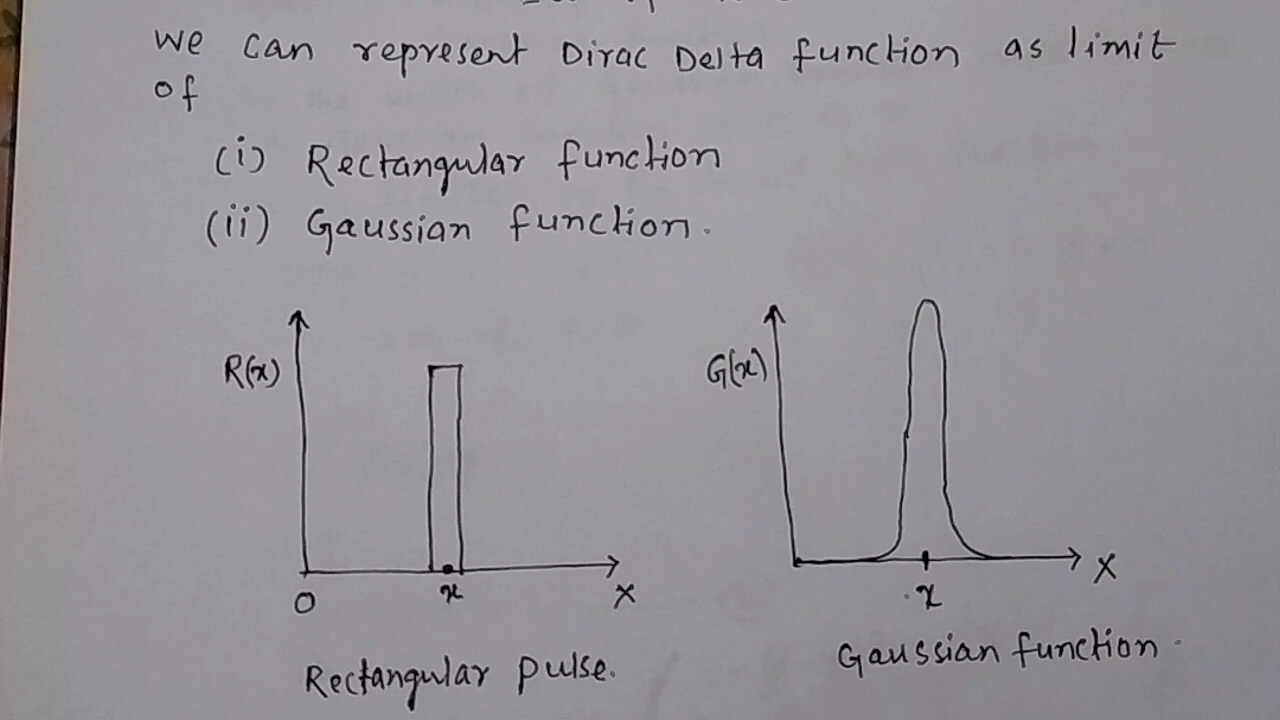 We can represent Dirac Delta function as limit
of
(i) Rectangular function
(ii) Gaussian function.
R(x)
G(x)
O
x
X
x
X
Rectangular pulse.
Gaussian function.